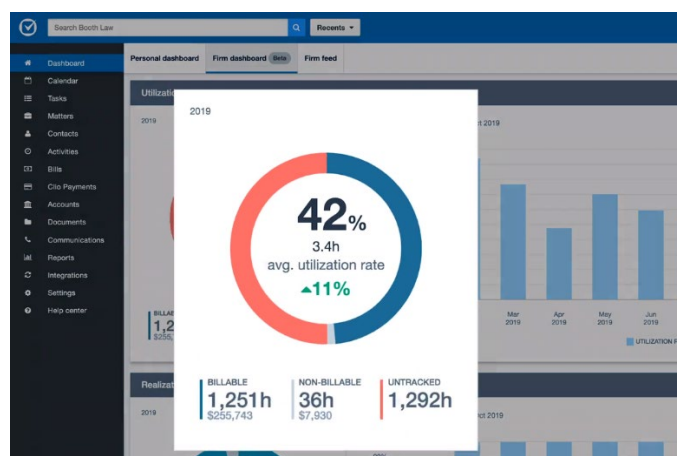 Search Booth Law
Recents
Dashboard
Calendar
Tasks
Matters
Contacts
Activities
Bills
Clio Payments
Accounts
Documents
Communications
Reports
Integrations
Settings
Help center
Personal dashboard
Firm dashboard Beta
Firm feed
2019
2019
42%
3.4h
avg. utilization rate
11%
BILLABLE
1,251h
$255,743
NON-BILLABLE
36h
$7,930
UNTRACKED
1,292h
2019
Mar
2019
Apr
2019
May
2019
Jun
2019
2019
2019